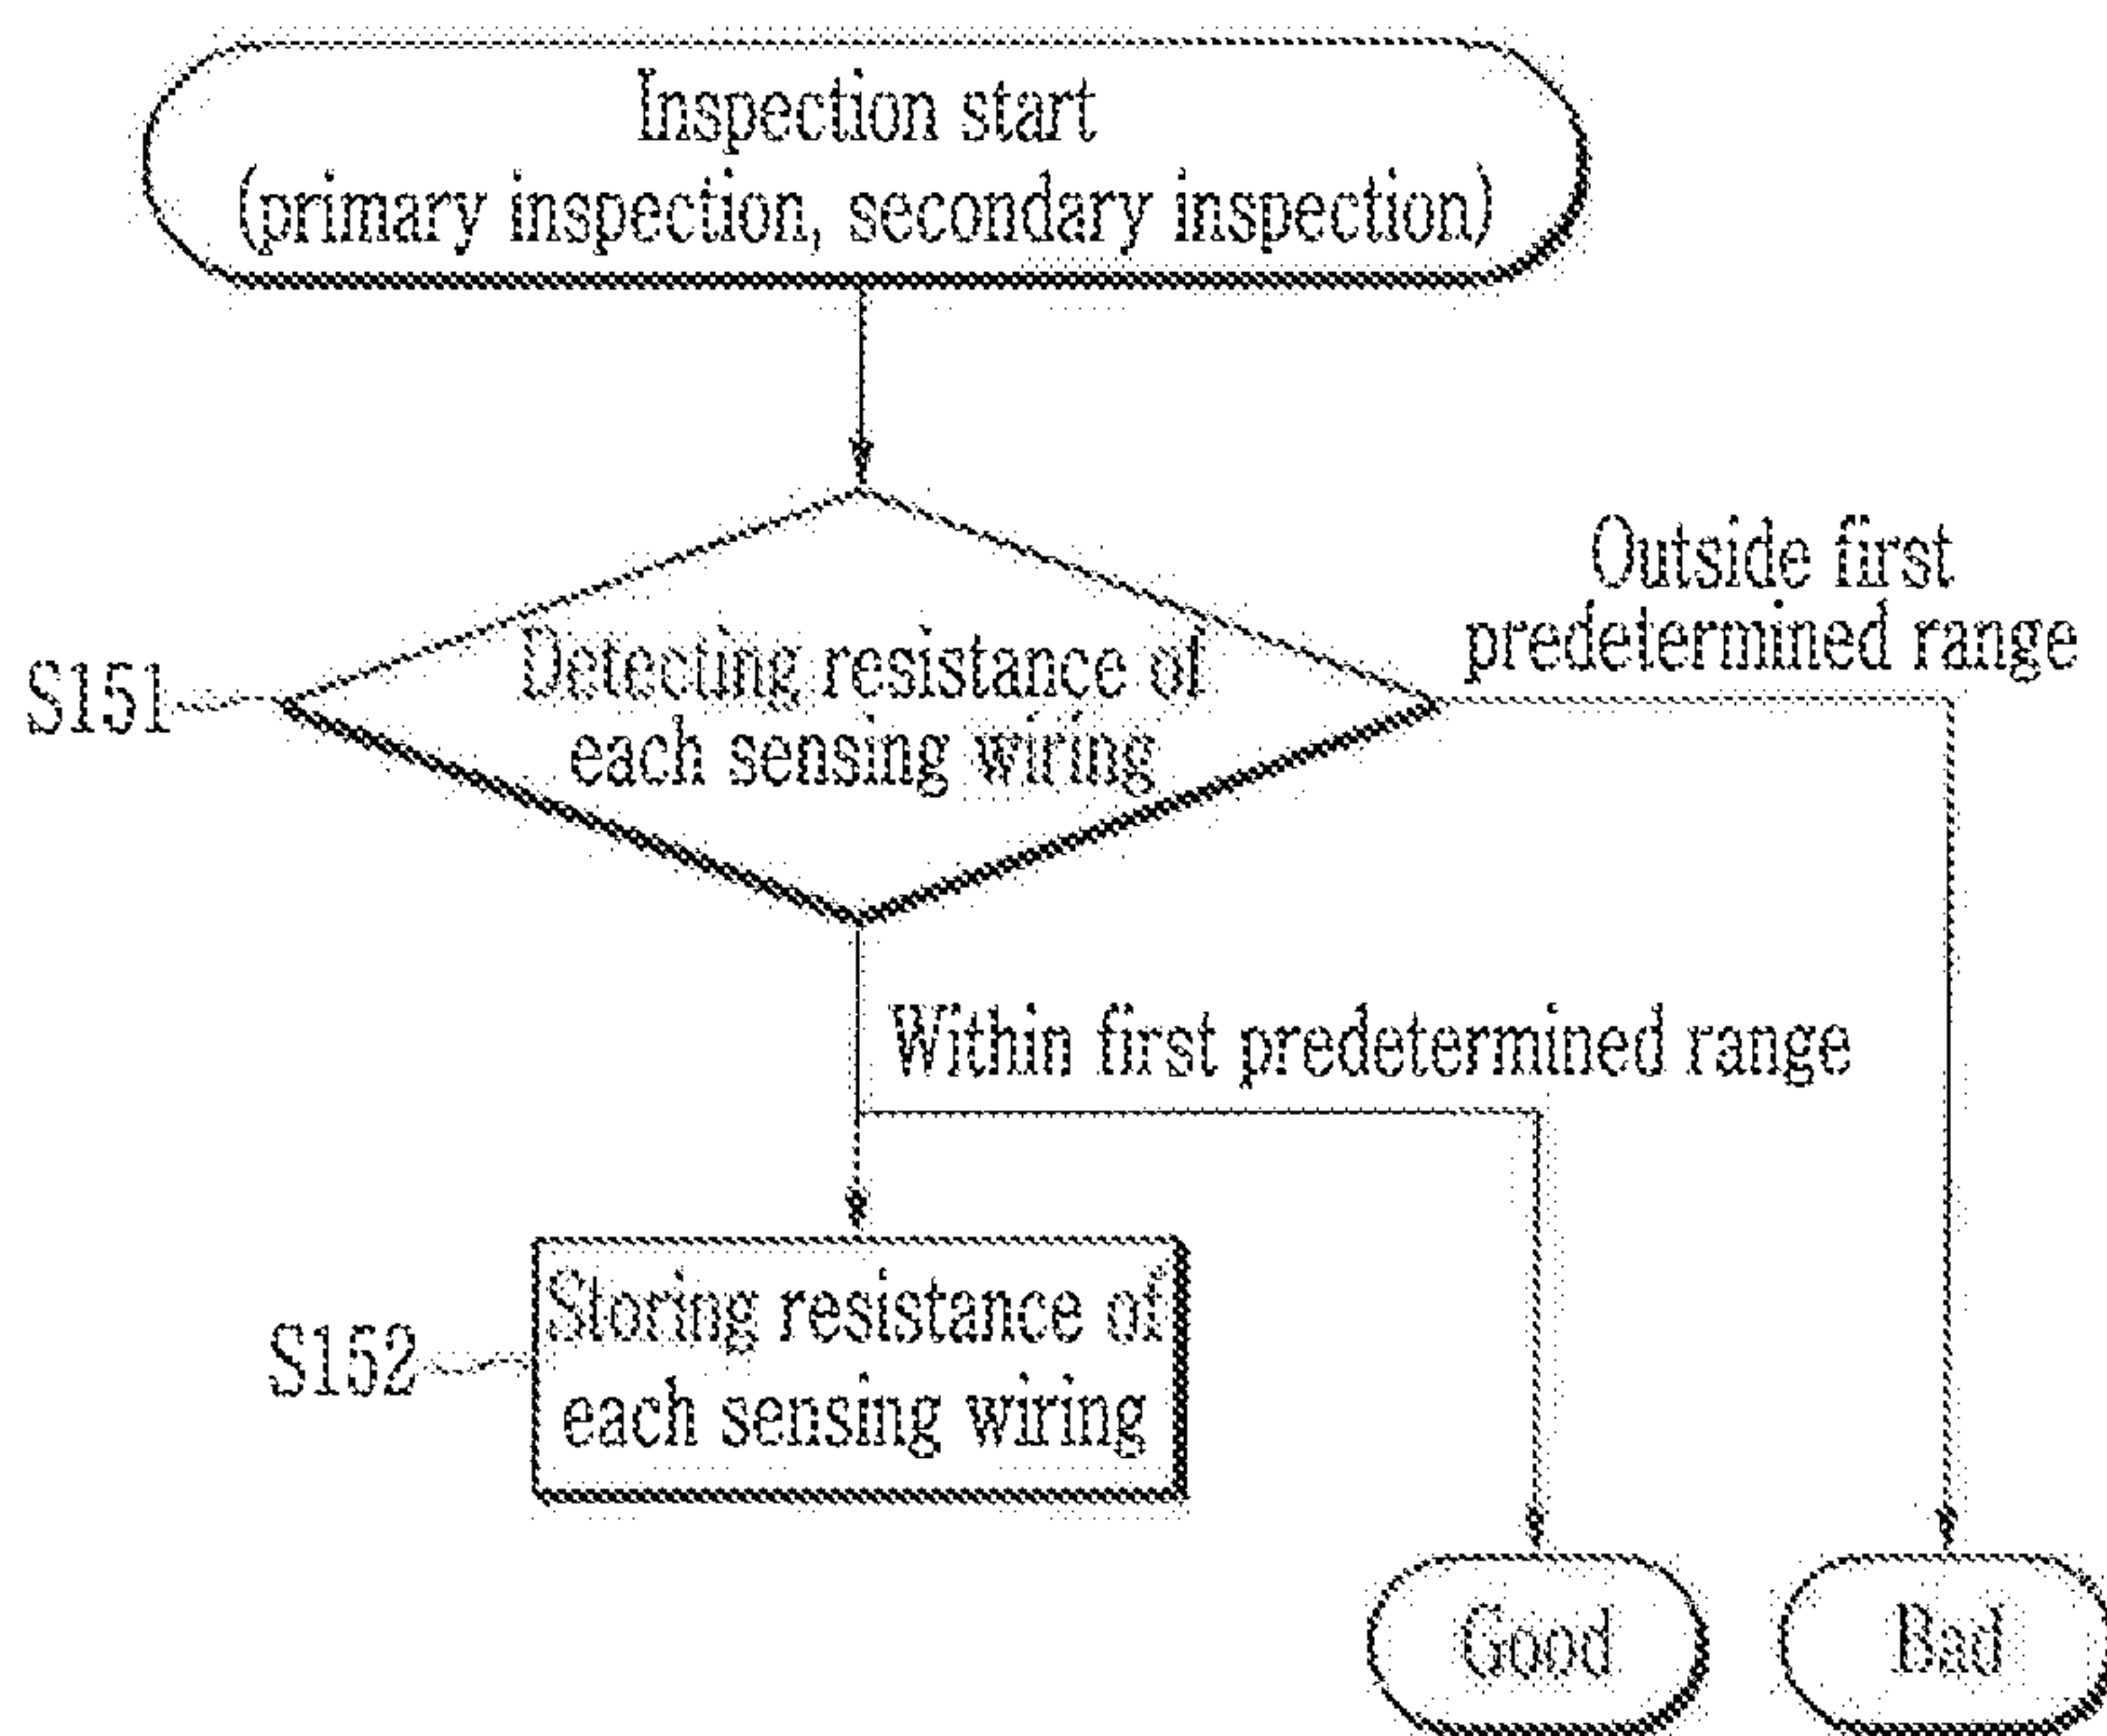 Inspection start
(primary inspection, secondary inspection)
Outside first
predetermined range
S151
Detecting resistance of
each sensing wiring
Within first predetermined range
S152
Storing resistance of
each sensing wiring
Good
Bad